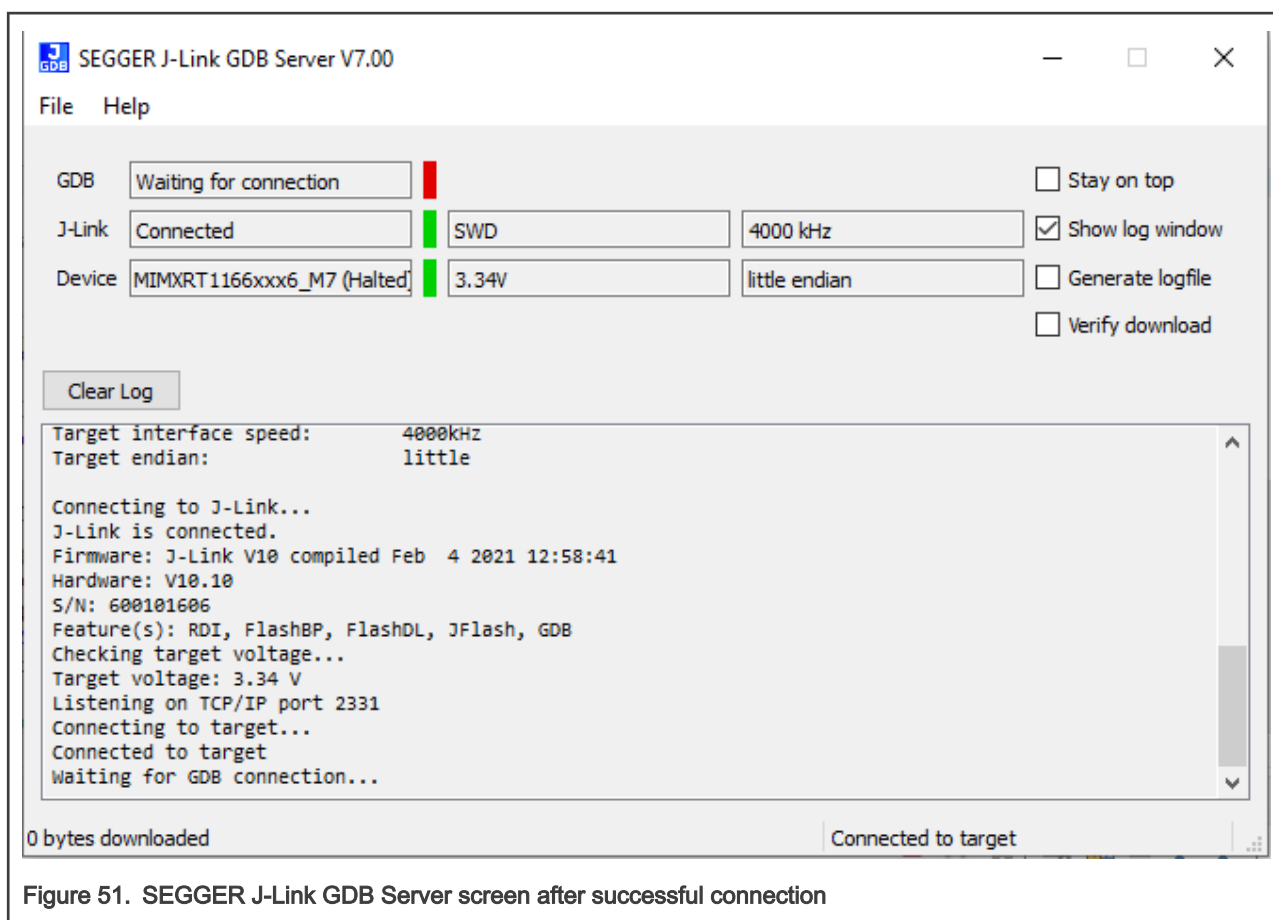 J
GDB
SEGGER J-Link GDB Server V7.00
File Help
GDB Waiting for connection Stay on top
J-Link Connected SWD 4000 kHz Show log window
Device MIMXRT1166xxx6_M7 (Halted) 3.34V little endian Generate logfile
Verify download
Clear Log
Target interface speed: 4000kHz
Target endian: little
Connecting to J-Link...
J-Link is connected.
Firmware: J-Link V10 compiled Feb  4 2021 12:58:41
Hardware: V10.10
S/N: 600101606
Feature(s): RDI, FlashBP, FlashDL, JFlash, GDB
Checking target voltage...
Target voltage: 3.34 V
Listening on TCP/IP port 2331
Connecting to target...
Connected to target
Waiting for GDB connection...
0 bytes downloaded Connected to target
Figure 51. SEGGER J-Link GDB Server screen after successful connection